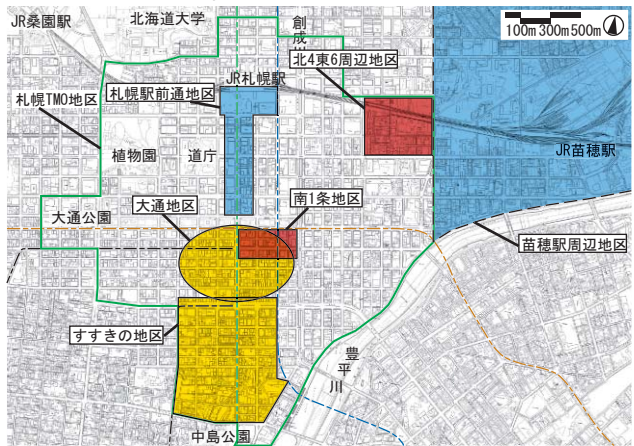 北海道大学
創成川
JR桑園駅
100m 300m 500m
北4東6周辺地区
JR札幌駅
札幌駅前通地区
札幌TMO地区
植物園
道庁
JR苗穂駅
大通地区
南1条地区
大通公園
苗穂駅周辺地区
すすきの地区
豊平川
中島公園